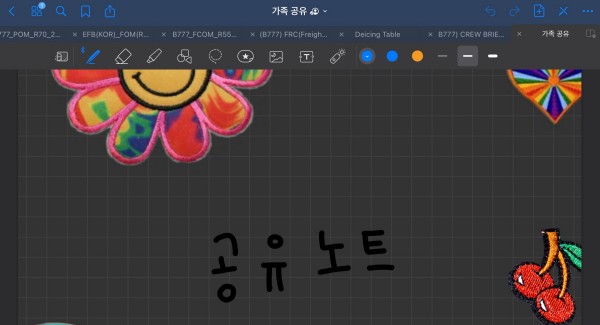 가족 공유
777_POM_R70_2...
EFB(KOR)_FOM(R...
B777_FCOM_R55...
(B777) FRC(Freigh...
Deicing Table
B777) CREW BRIE...
가족 공유
공유 노트